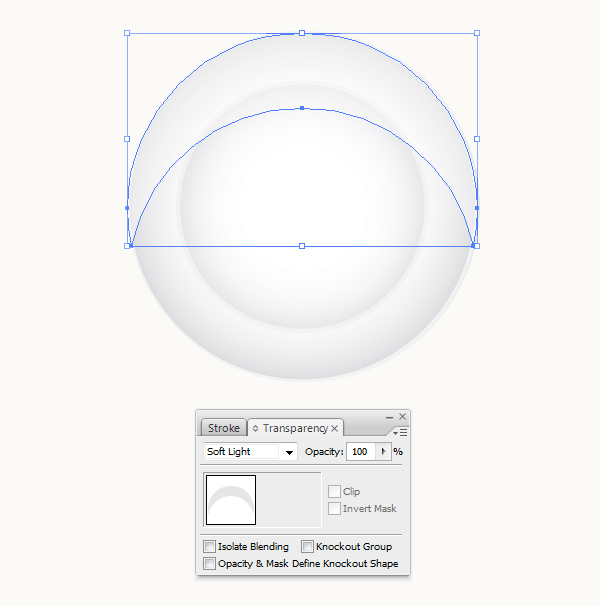 Stroke Transparency
Soft Light Opacity: 100 %
Clip
Invert Mask
Isolate Blending Knockout Group
Opacity & Mask Define Knockout Shape